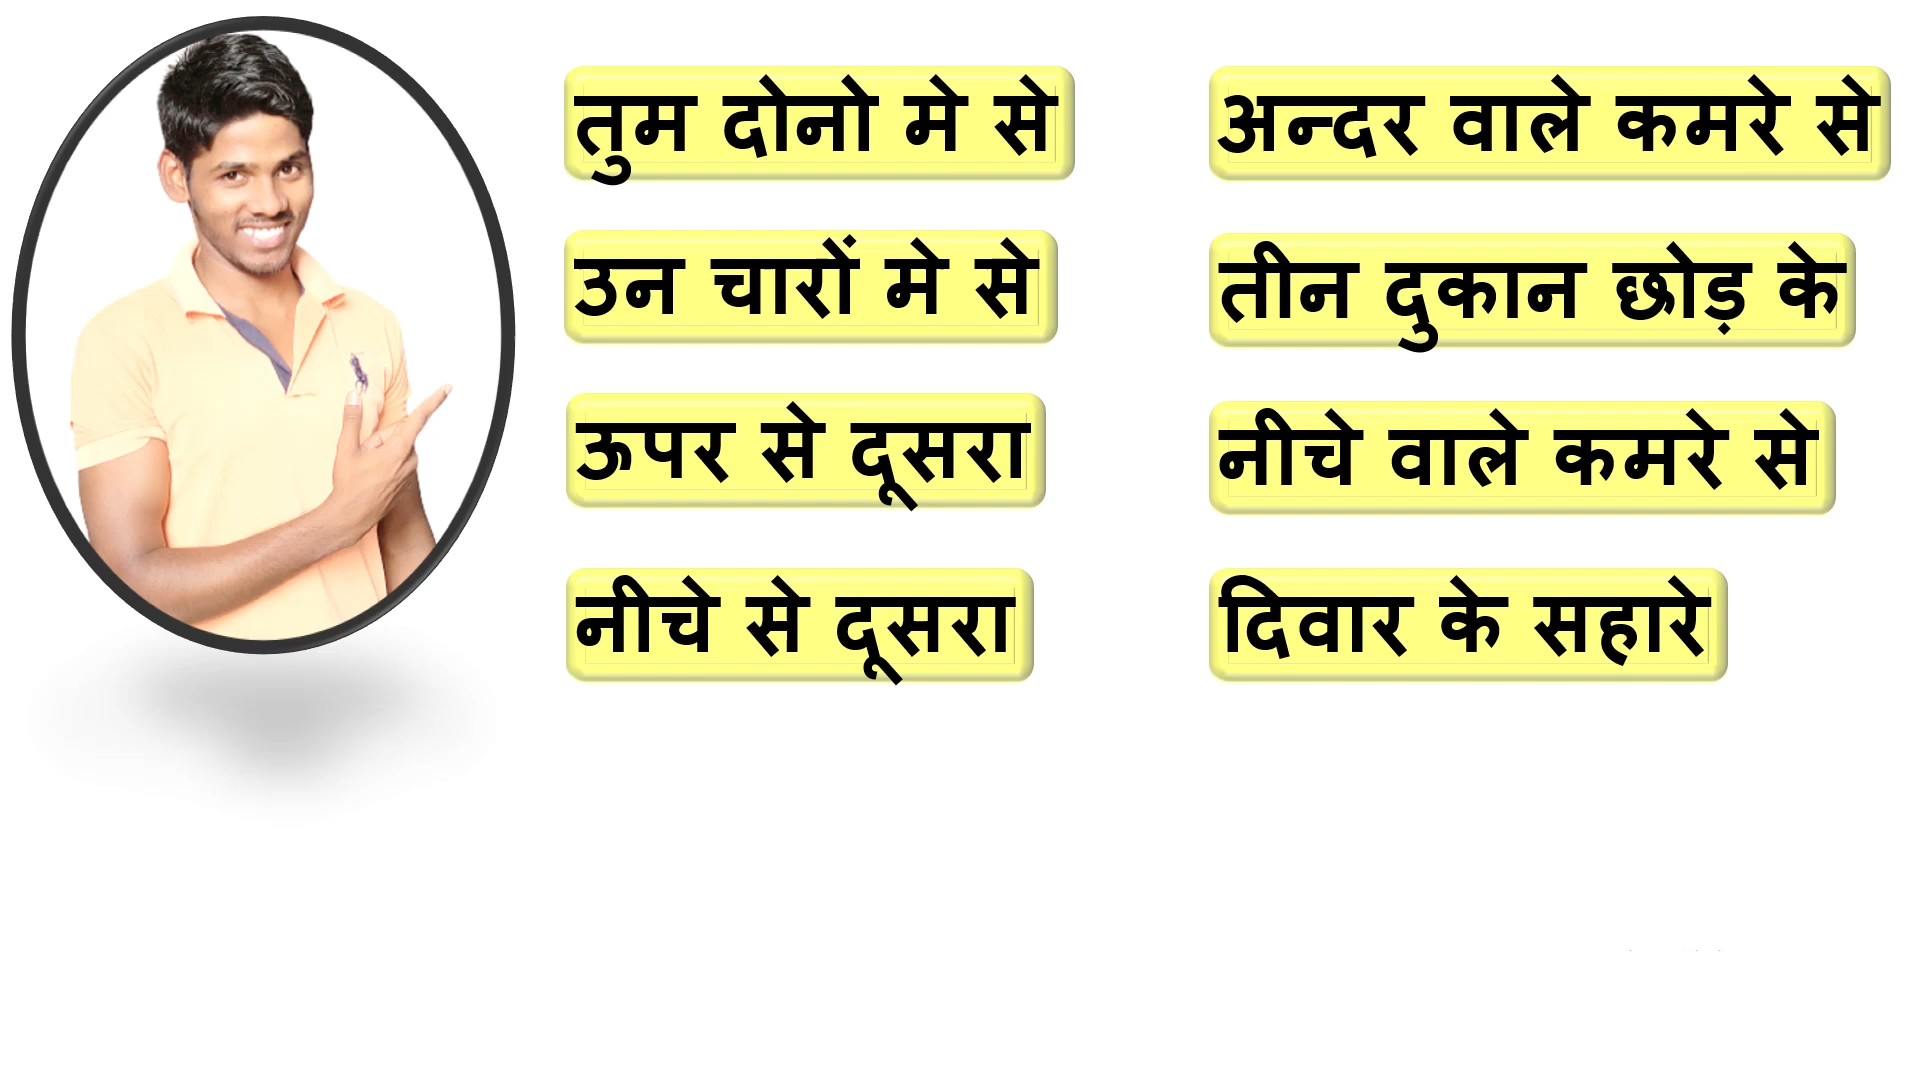 तुम दोनो मे से
उन चारों मे से
ऊपर से दूसरा
नीचे से दूसरा
अन्दर वाले कमरे से
तीन दुकान छोड़ के
नीचे वाले कमरे से
दिवार के सहारे